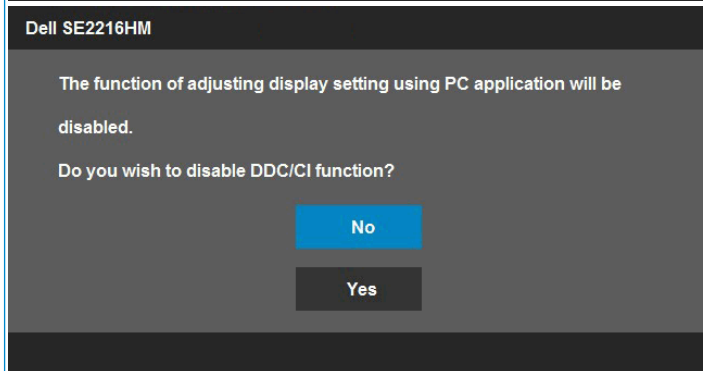 Dell SE2216HM
The function of adjusting display setting using PC application will be
disabled.
Do you wish to disable DDC/CI function?
No
Yes